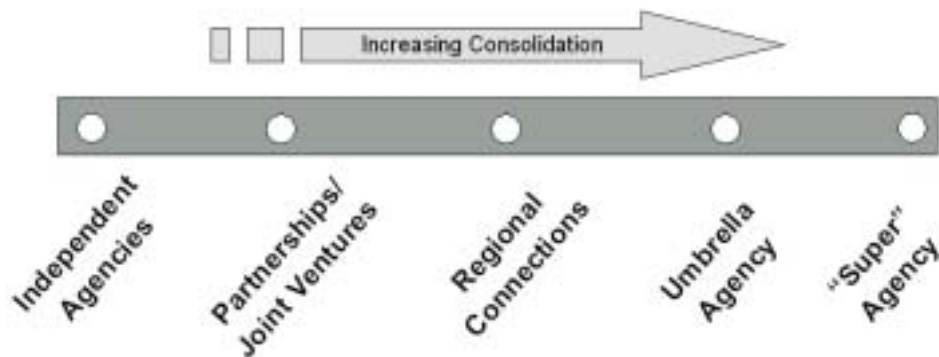 Increasing Consolidation
Independent
Agencies
Partnerships/
Joint Ventures
Regional
Connections
Umbrella
Agency
“Super”
Agency